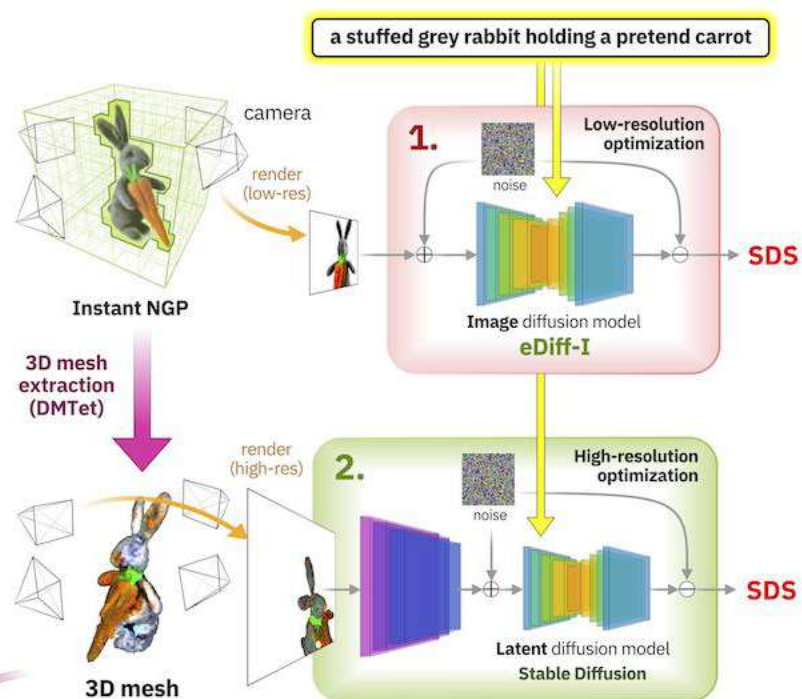 a stuffed grey rabbit holding a pretend carrot
camera
1.
Low-resolution
optimization
render
(low-res)
noise
SDS
Instant NGP
Image diffusion model
eDiff-I
3D mesh
extraction
(DMTet)
render
(high-res)
2.
High-resolution
optimization
noise
SDS
Latent diffusion model
Stable Diffusion
3D mesh